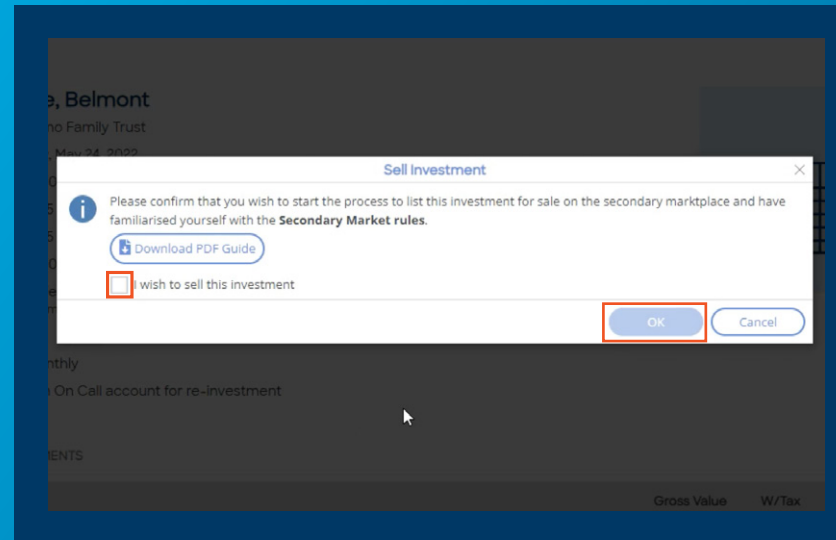 e, Belmont
no Family Trust
, May 24, 2022
Sell Investment
Please confirm that you wish to start the process to list this investment for sale on the secondary marktplace and have
familiarised yourself with the Secondary Market rules.
Download PDF Guide
I wish to sell this investment
OK
Cancel
nthly
On Call account for re-investment
MENTS
Gross Value W/Tax